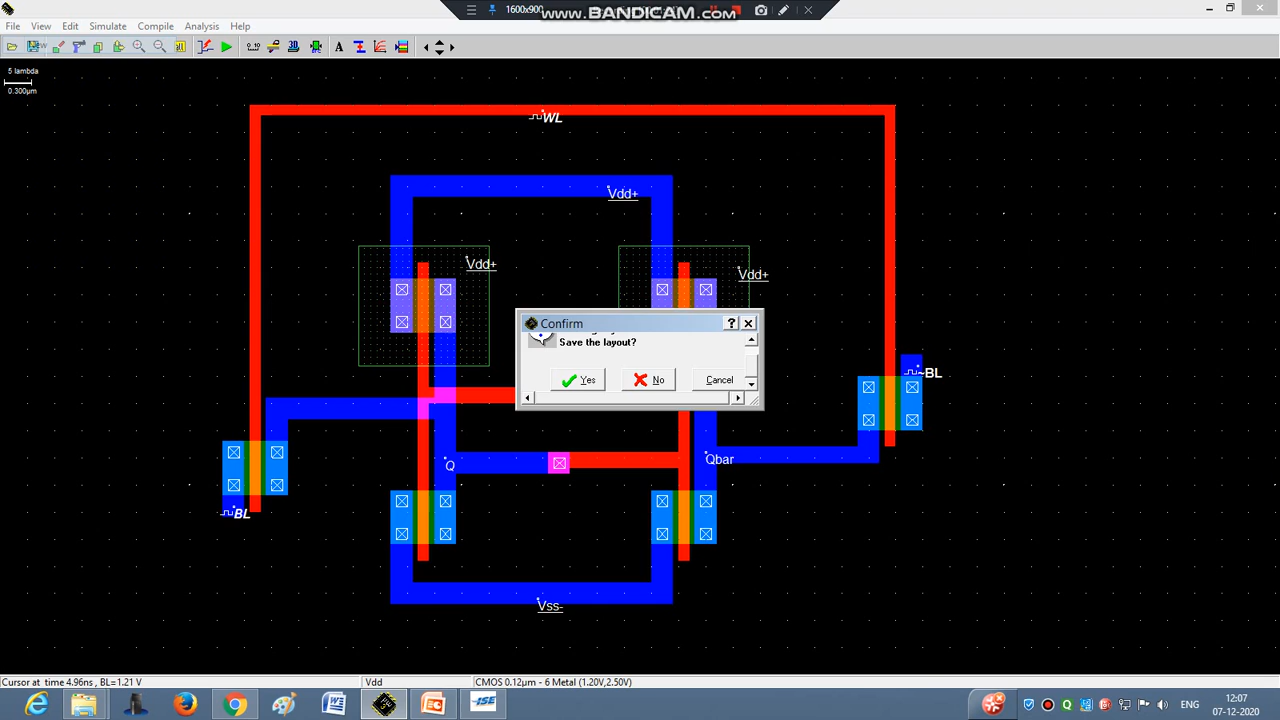 1600x900
www.BANDICAM.com
File View Edit Simulate Compile Analysis Help
5 lambda
0.300µm
WL
Vdd+
Vdd+
Vdd+
Confirm
Save the layout?
Yes No Cancel
~BL
Q
Qbar
BL
Vss-
Cursor at time 4.96ns , BL=1.21 V
Vdd
CMOS 0.12µm - 6 Metal (1.20V,2.50V)
ISE
ENG
12:07
07-12-2020